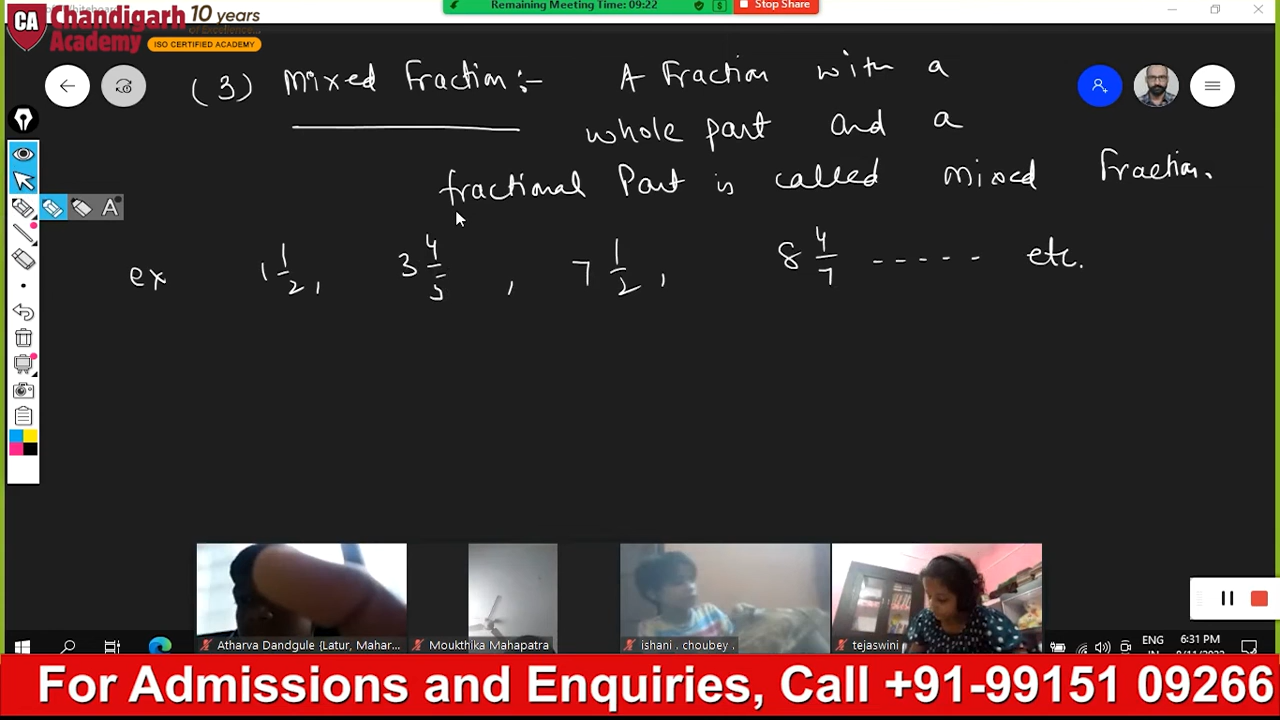 Chandigarh 10 years
of Excellence...
Academy ISO CERTIFIED ACADEMY
CA
Remaining Meeting Time: 09:22 $ Stop Share
(3) Mixed Fraction:- A Fraction with a
whole part and a
fractional Part is called mixed Fraction.
A
ex 1 1/2, 3 4/5, 7 1/2, 8 4/7 ----- etc.
Atharva Dandgule {Latur, Mahar... Moukthika Mahapatra ishani . choubey . tejaswini
ENG 6:31 PM
IN
For Admissions and Enquiries, Call +91-99151 09266